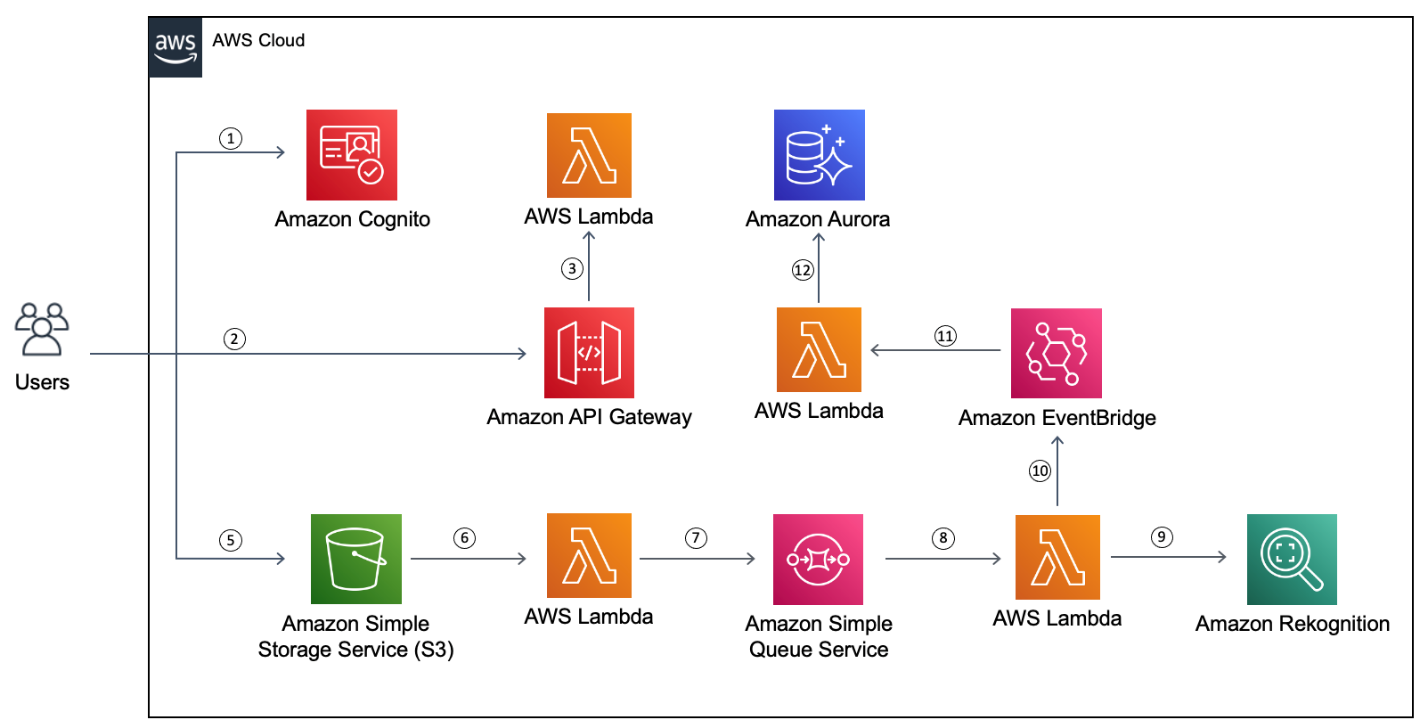 aws
AWS Cloud
1
Amazon Cognito
AWS Lambda
Amazon Aurora
3
12
2
11
Users
Amazon API Gateway
AWS Lambda
Amazon EventBridge
10
5
6
7
8
9
Amazon Simple
Storage Service (S3)
AWS Lambda
Amazon Simple
Queue Service
AWS Lambda
Amazon Rekognition